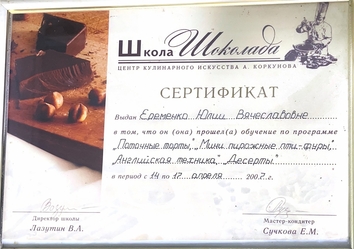 Школа Шоколада
ЦЕНТР КУЛИНАРНОГО ИСКУССТВА А. КОРКУНОВА
СЕРТИФИКАТ
Выдан Еременко Юлии Вячеславовне
в том, что он (она) прошел(а) обучение по программе
„Поточные торты", „Мини пирожные пти-фуры",
„Английская техника", „Десерты."
в период с 14 по 17 апреля 2007 г.
Директор школы
Лазутин В.А.
Мастер-кондитер
Сучкова Е.М.